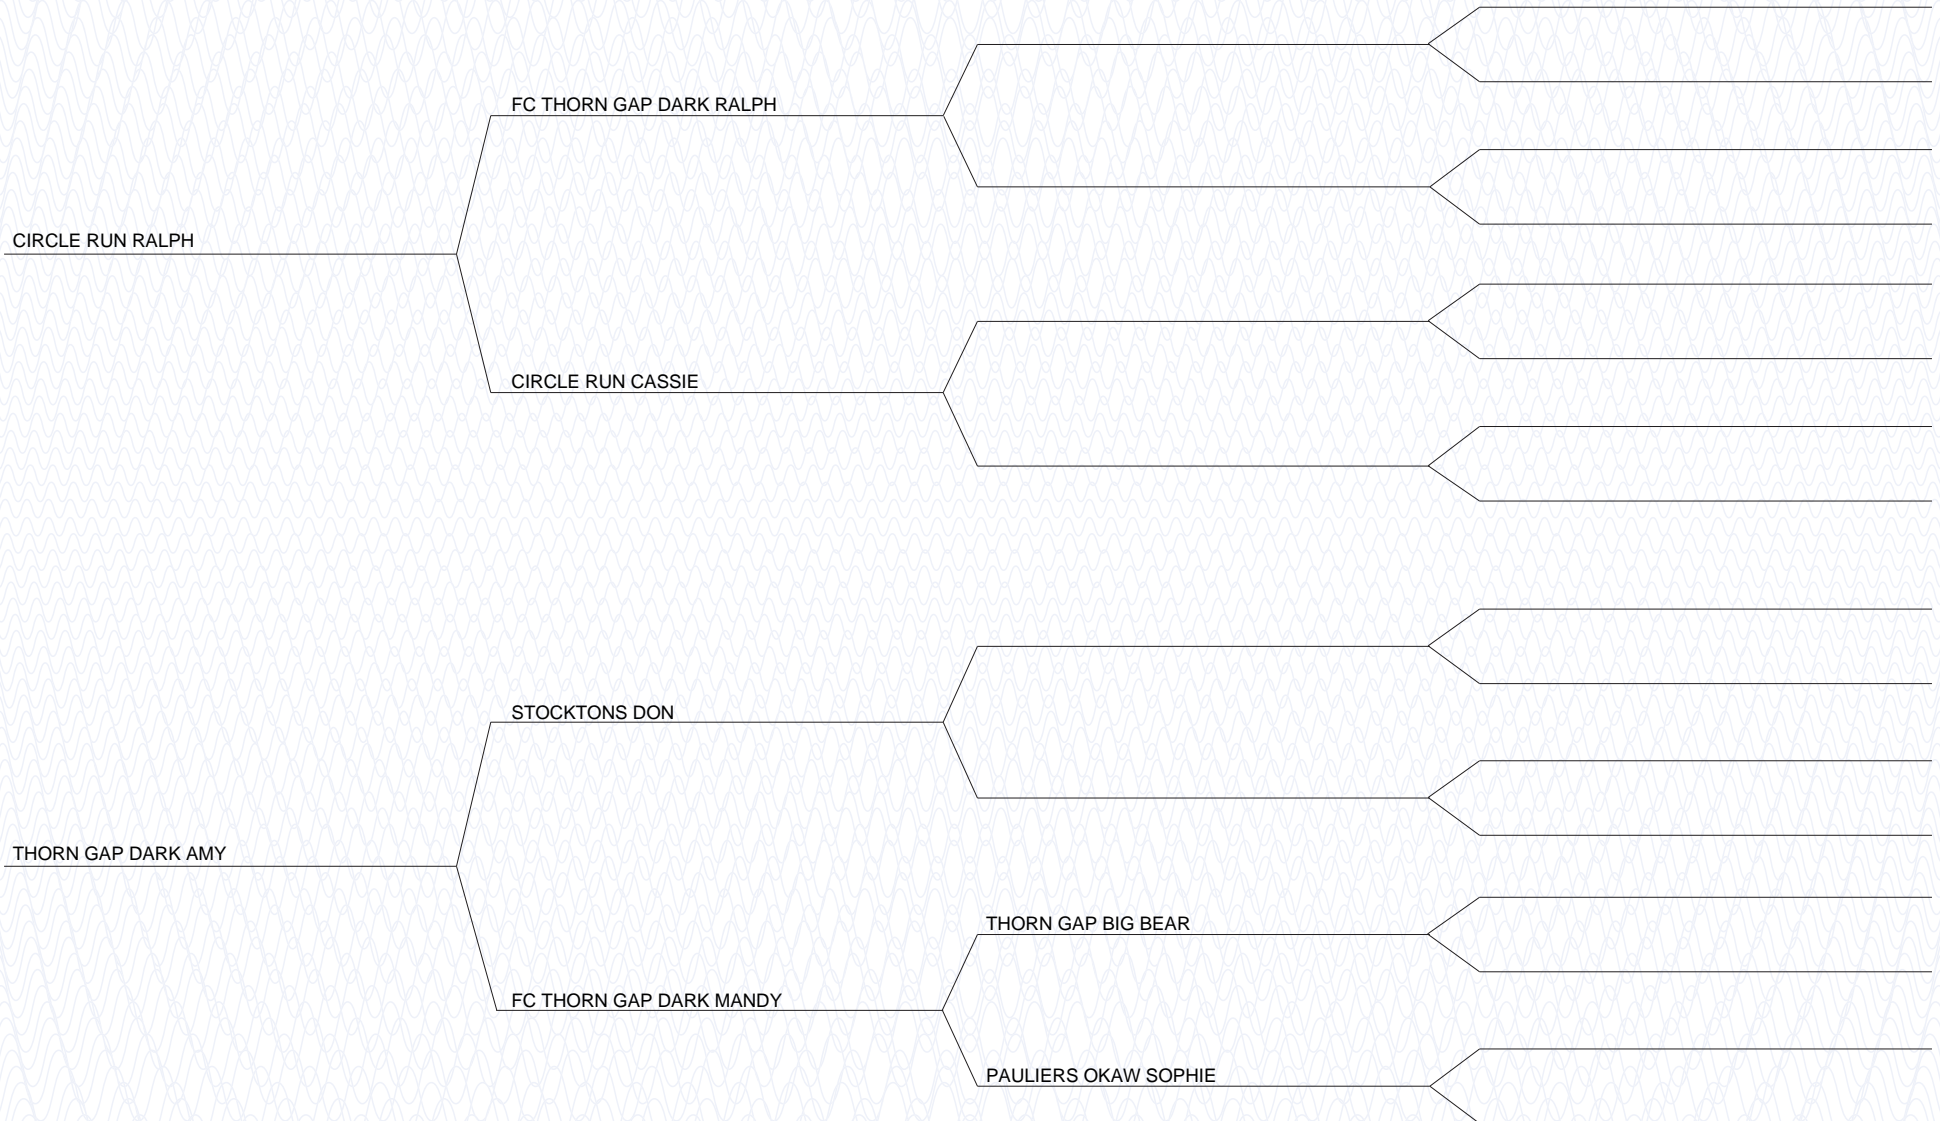 FC THORN GAP DARK RALPH
CIRCLE RUN RALPH
CIRCLE RUN CASSIE
STOCKTONS DON
THORN GAP DARK AMY
THORN GAP BIG BEAR
FC THORN GAP DARK MANDY
PAULIERS OKAW SOPHIE